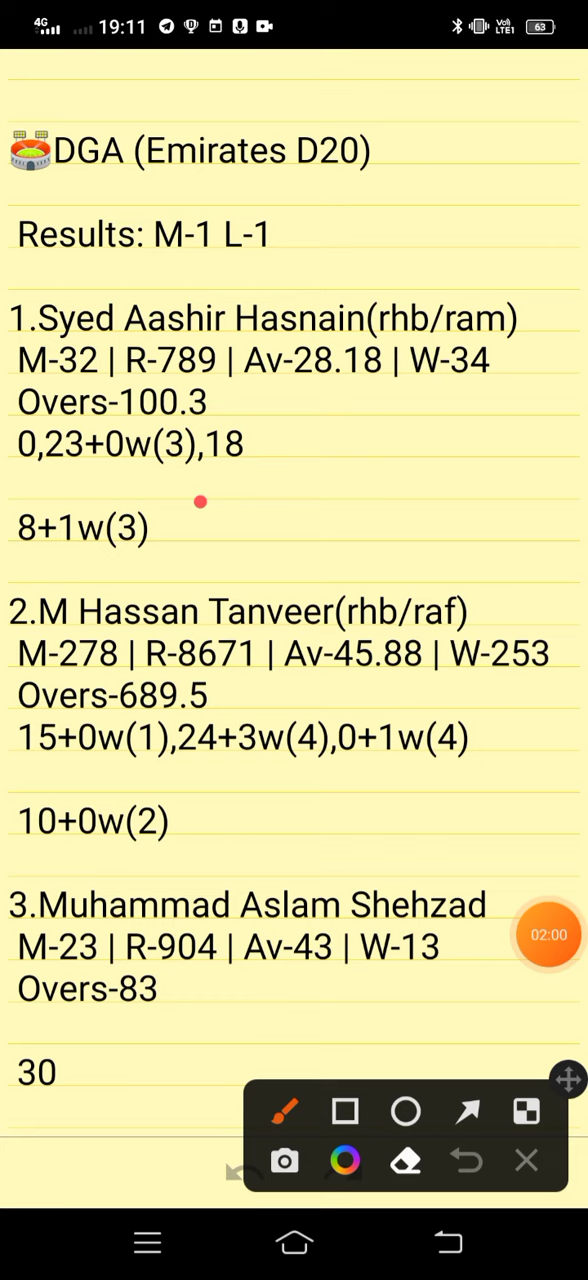 4G 19:11 Voll LTE1 63
DGA (Emirates D20)
Results: M-1 L-1
1.Syed Aashir Hasnain(rhb/ram)
M-32 | R-789 | Av-28.18 | W-34
Overs-100.3
0,23+0w(3),18
8+1w(3)
2.M Hassan Tanveer(rhb/raf)
M-278 | R-8671 | Av-45.88 | W-253
Overs-689.5
15+0w(1),24+3w(4),0+1w(4)
10+0w(2)
3.Muhammad Aslam Shehzad
M-23 | R-904 | Av-43 | W-13
02:00
Overs-83
30